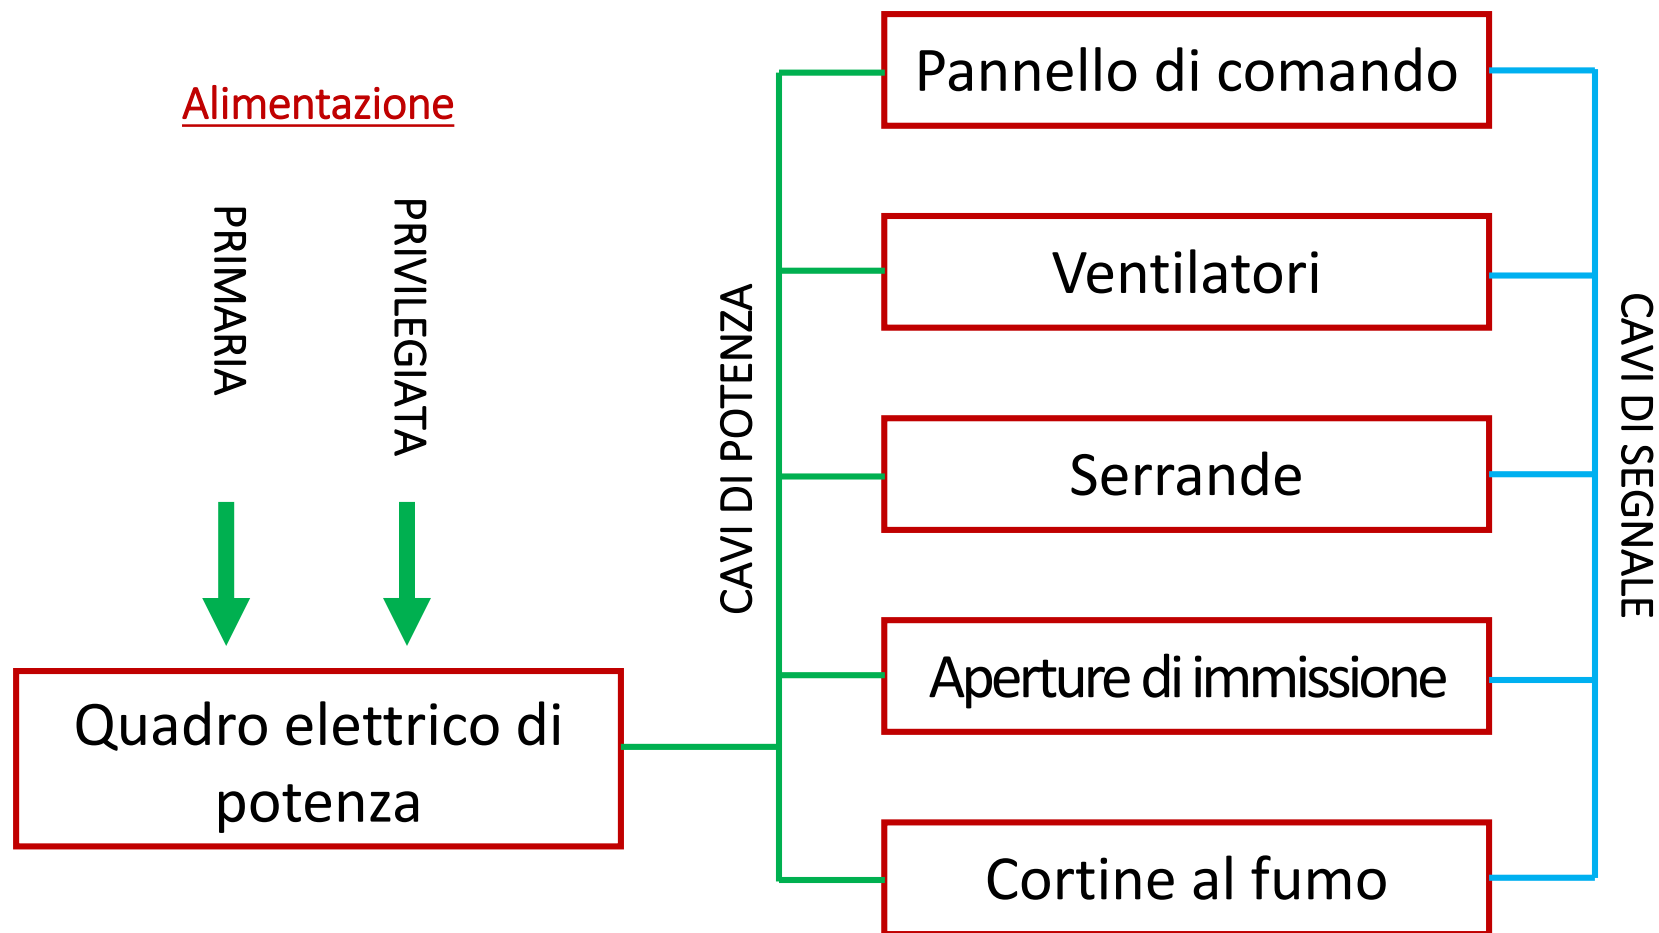 Alimentazione
PRIMARIA
PRIVILEGIATA
Quadro elettrico di
potenza
CAVI DI POTENZA
Pannello di comando
Ventilatori
Serrande
Aperture di immissione
Cortine al fumo
CAVI DI SEGNALE